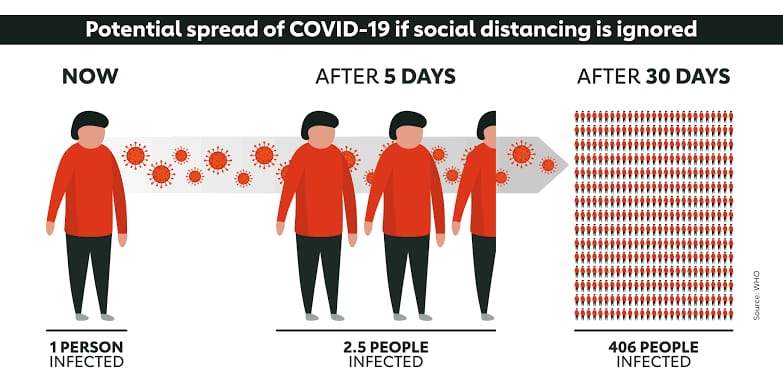 Potential spread of COVID-19 if social distancing is ignored
NOW
AFTER 5 DAYS
AFTER 30 DAYS
1 PERSON
INFECTED
2.5 PEOPLE
INFECTED
406 PEOPLE
INFECTED
Source: WHO